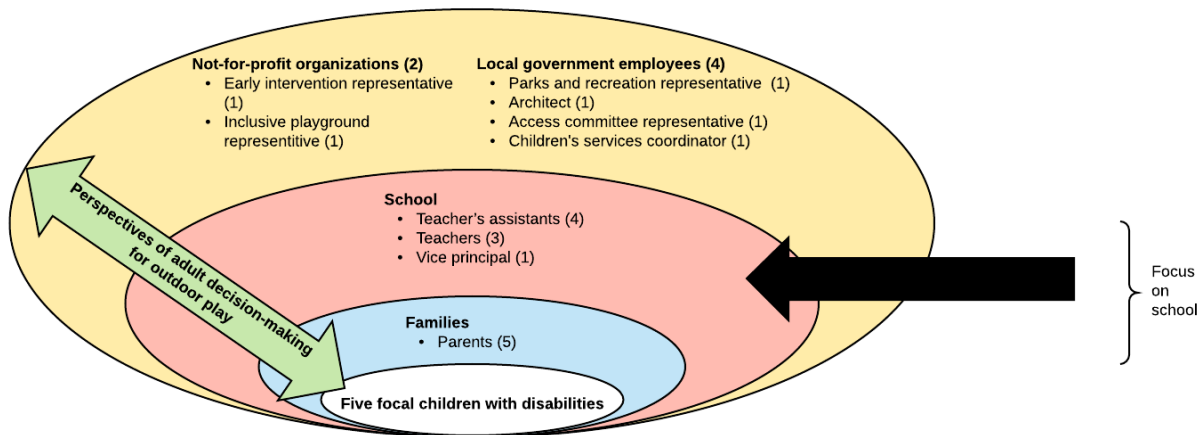 Not-for-profit organizations (2)
• Early intervention representative
(1)
• Inclusive playground
representitive (1)
Local government employees (4)
• Parks and recreation representative (1)
• Architect (1)
• Access committee representative (1)
• Children's services coordinator (1)
Perspectives of adult decision-making
for outdoor play
School
• Teacher's assistants (4)
• Teachers (3)
• Vice principal (1)
Focus
on
school
Families
• Parents (5)
Five focal children with disabilities